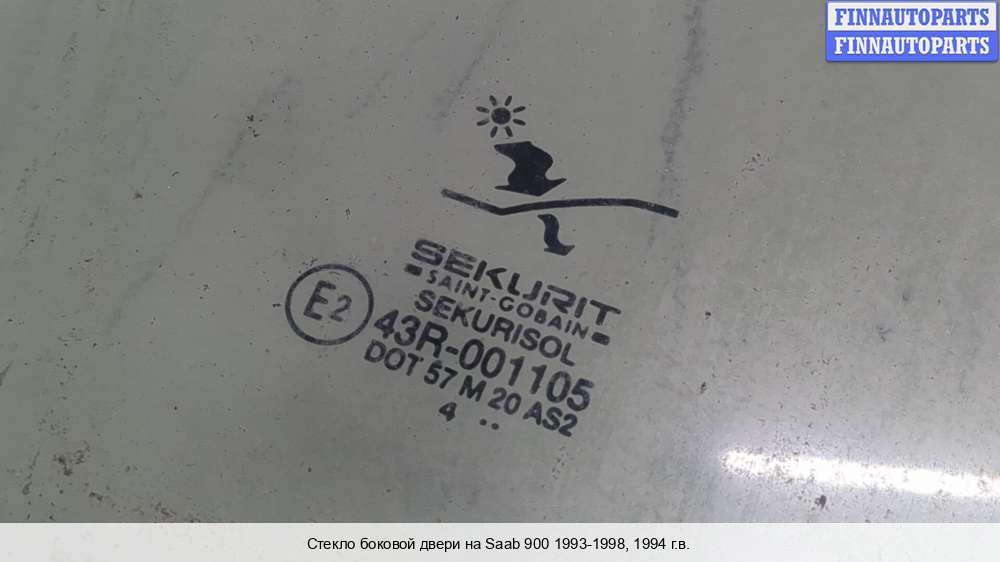 FINNAUTOPARTS
FINNAUTOPARTS
SEKURIT
SAINT-GOBAIN
SEKURISOL
E2
43R-001105
DOT 57 M 20 AS2
4 ..
Стекло боковой двери на Saab 900 1993-1998, 1994 г.в.